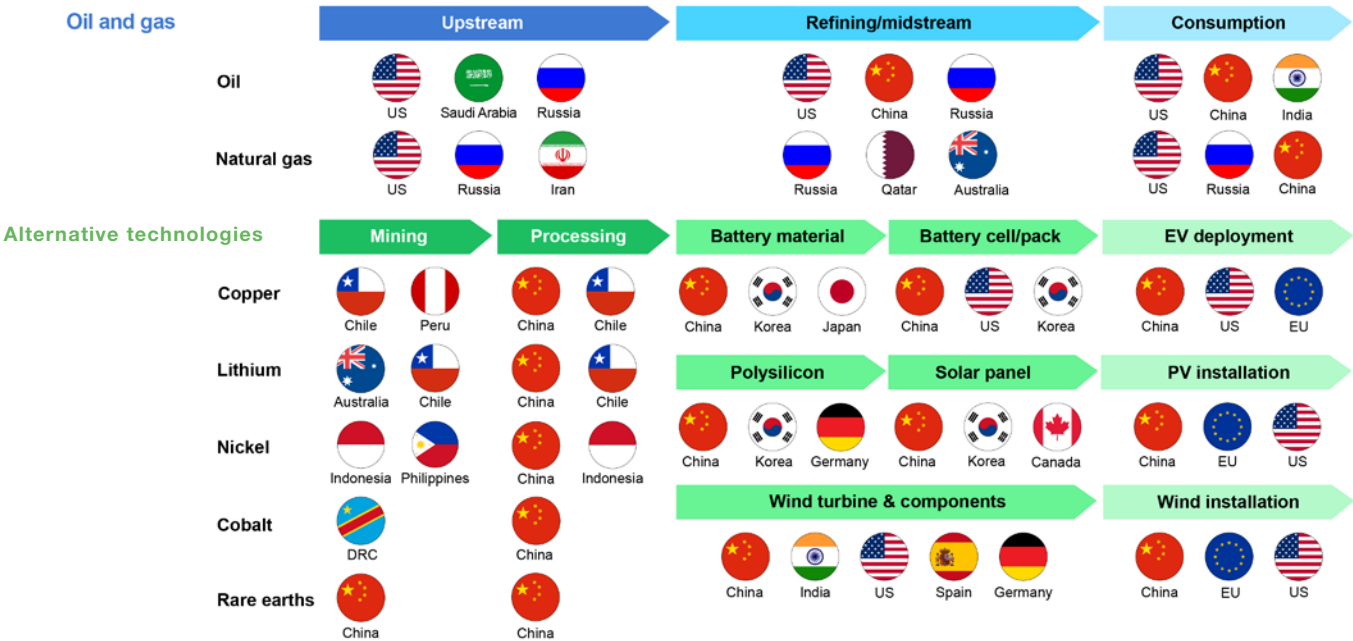 Oil and gas
Upstream
Refining/midstream
Consumption
Oil
US
Saudi Arabia
Russia
US
China
Russia
US
China
India
Natural gas
US
Russia
Iran
Russia
Qatar
Australia
US
Russia
China
Alternative technologies
Mining
Processing
Battery material
Battery cell/pack
EV deployment
Copper
Chile
Peru
China
Chile
China
Korea
Japan
China
US
Korea
China
US
EU
Lithium
Australia
Chile
China
Chile
Polysilicon
Solar panel
PV installation
Nickel
Indonesia
Philippines
China
Indonesia
China
Korea
Germany
China
Korea
Canada
China
EU
US
Wind turbine & components
Wind installation
Cobalt
DRC
China
China
India
US
Spain
Germany
China
EU
US
Rare earths
China
China